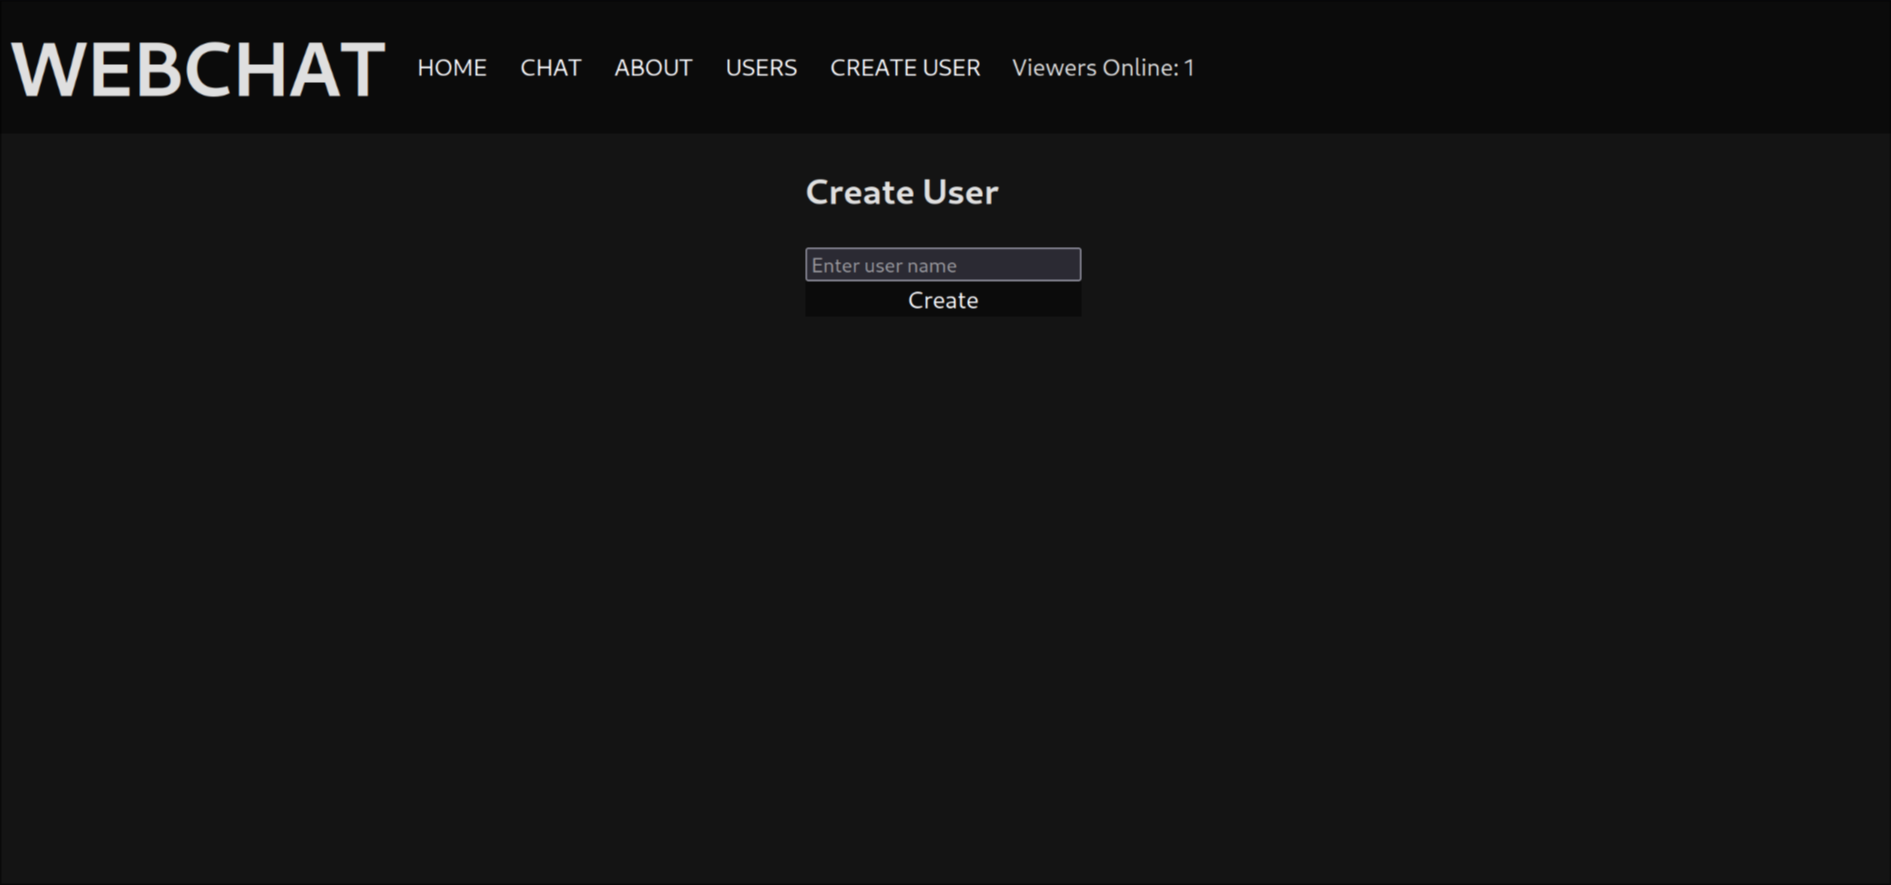 WEBCHAT HOME CHAT ABOUT USERS CREATE USER Viewers Online: 1
Create User
Enter user name
Create